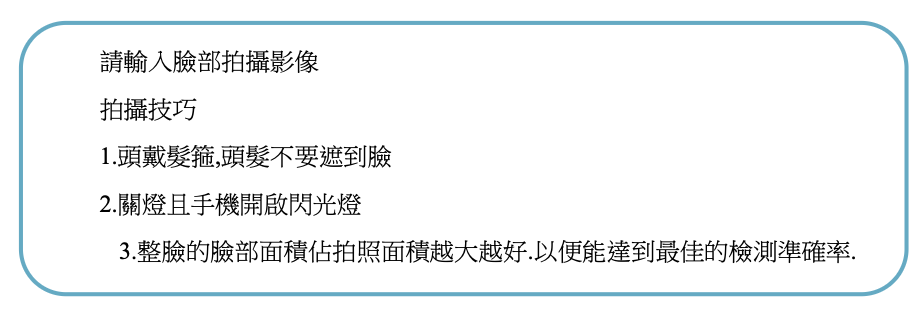 請輸入臉部拍攝影像
拍攝技巧
1.頭戴髮箍,頭髮不要遮到臉
2.關燈且手機開啟閃光燈
3.整臉的臉部面積佔拍照面積越大越好.以便能達到最佳的檢測準確率.